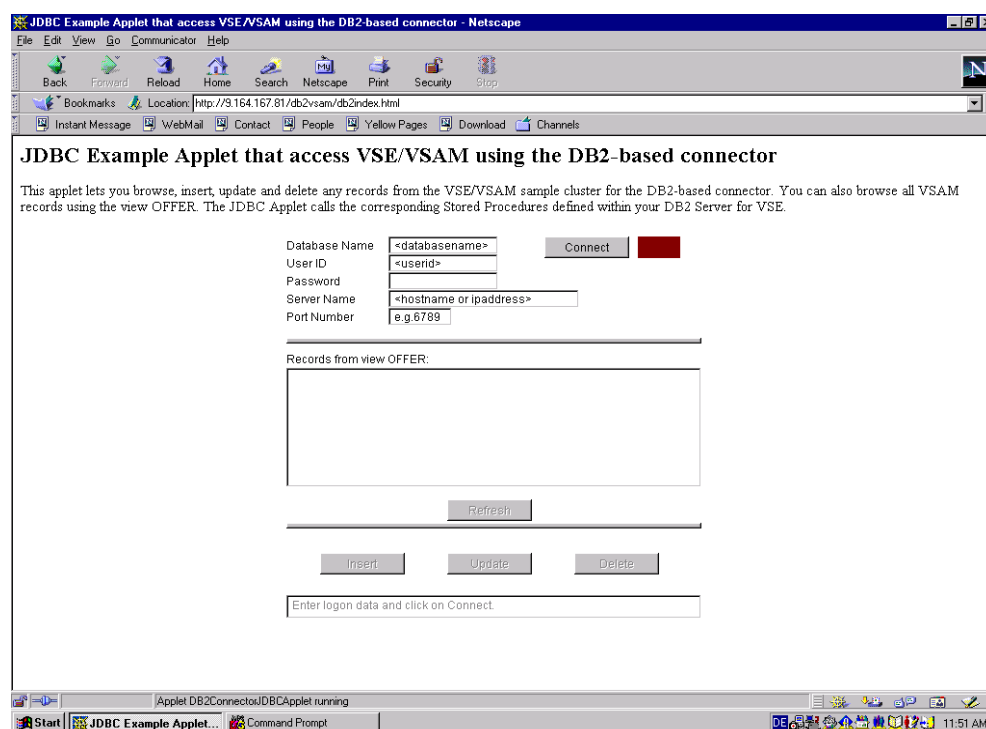 JDBC Example Applet that access VSE/VSAM using the DB2-based connector - Netscape
File Edit View Go Communicator Help
My
Back Forward Reload Home Search Netscape Print Security Stop
N
Bookmarks Location: http://9.164.167.81/db2vsam/db2index.html
Instant Message WebMail Contact People Yellow Pages Download Channels
JDBC Example Applet that access VSE/VSAM using the DB2-based connector
This applet lets you browse, insert, update and delete any records from the VSE/VSAM sample cluster for the DB2-based connector. You can also browse all VSAM
records using the view OFFER. The JDBC Applet calls the corresponding Stored Procedures defined within your DB2 Server for VSE.
Database Name <databasename> Connect
User ID <userid>
Password
Server Name <hostname or ipaddress>
Port Number e.g.6789
Records from view OFFER:
Refresh
Insert Update Delete
Enter logon data and click on Connect.
Applet DB2ConnectorJDBCApplet running
Start JDBC Example Applet... Command Prompt DE 11:51 AM